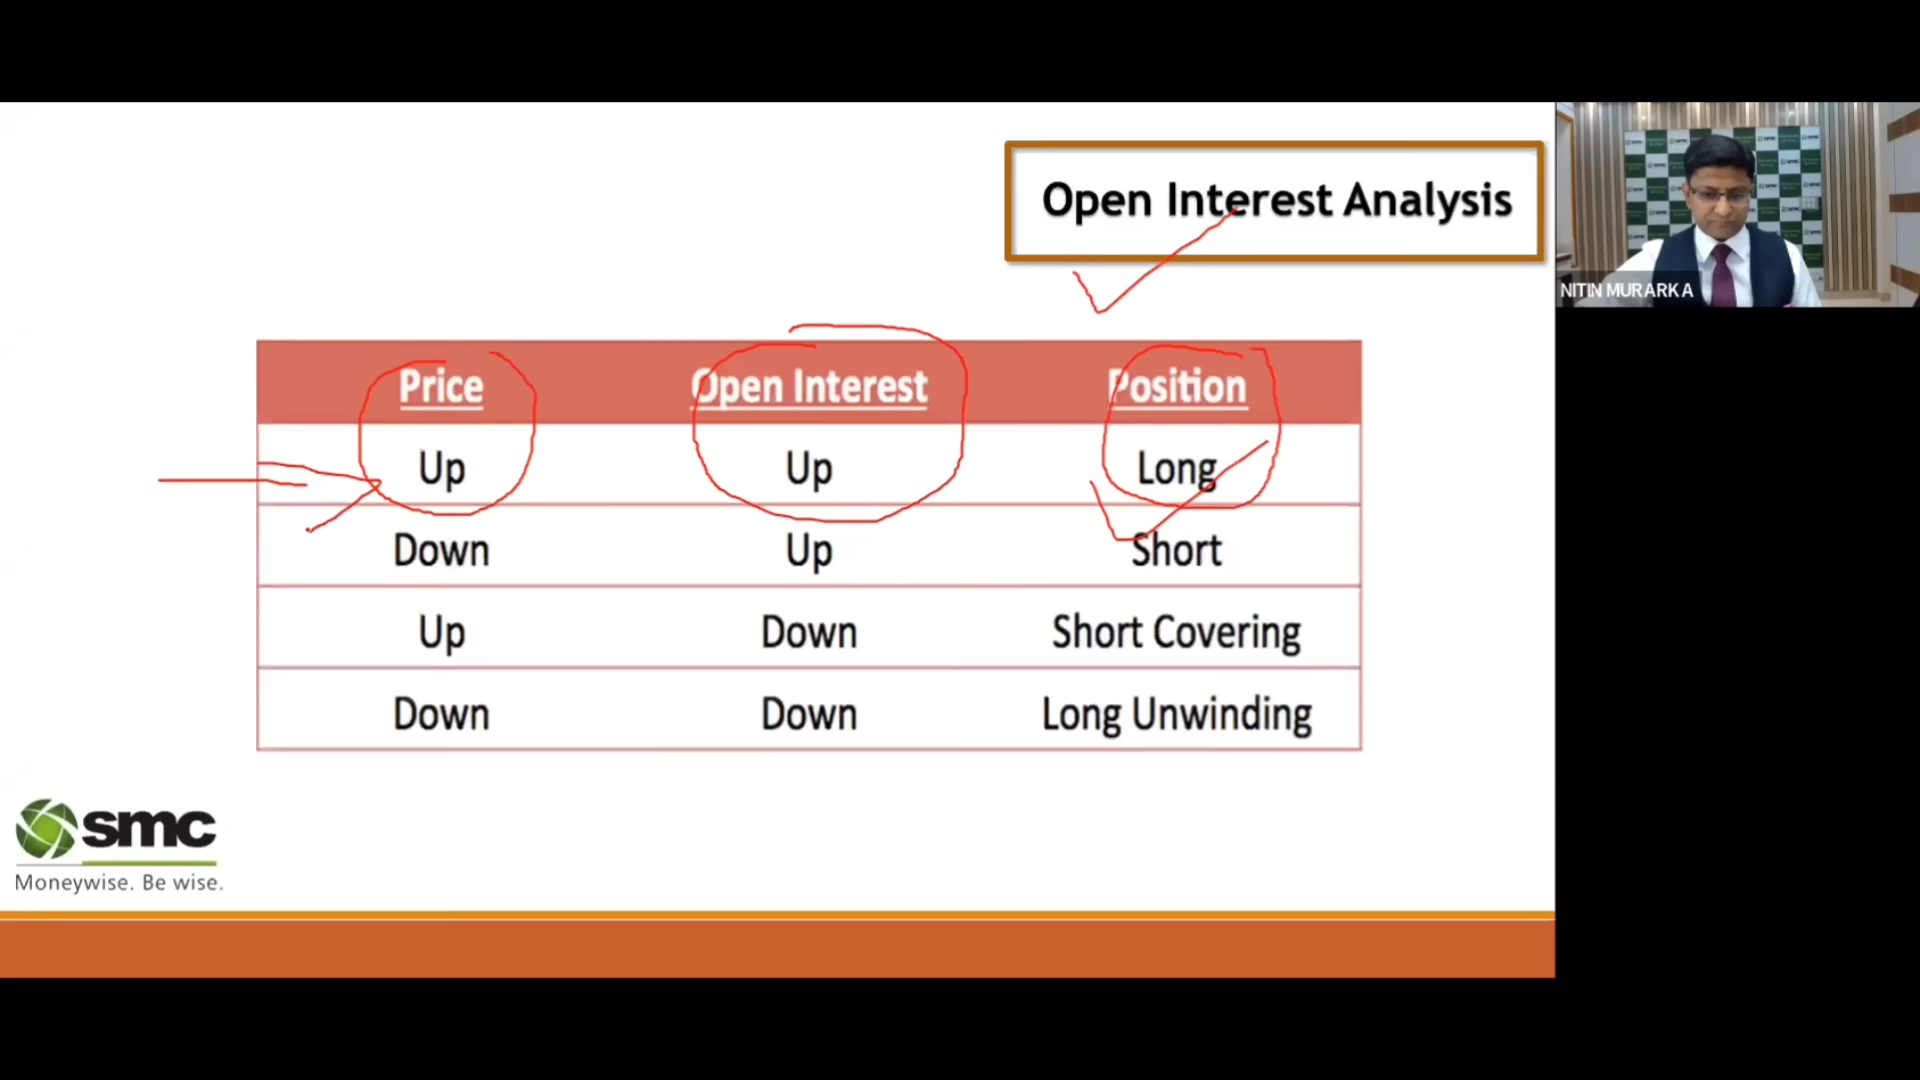 Open Interest Analysis
NITIN MURARKA
Price Open Interest Position
Up Up Long
Down Up Short
Up Down Short Covering
Down Down Long Unwinding
smc
Moneywise. Be wise.